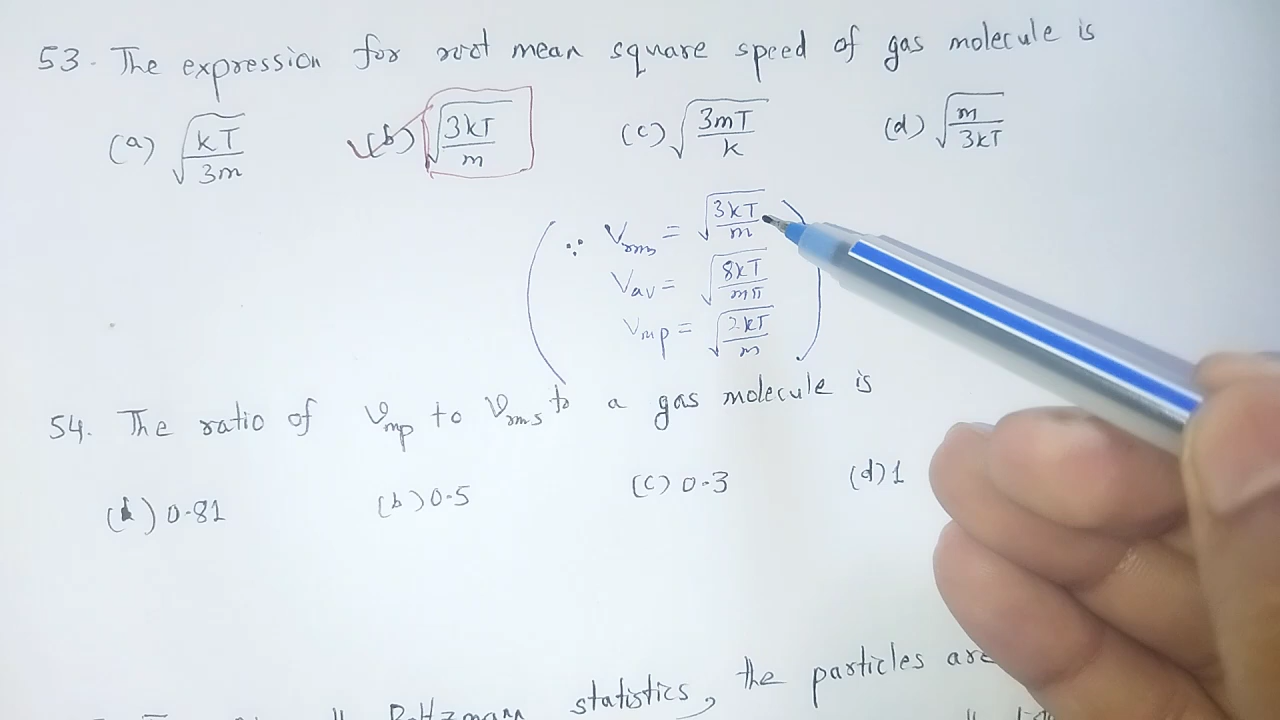 53. The expression for root mean square speed of gas molecule is
(a) √(kT/3m) (b) √(3kT/m) (c) √(3mT/k) (d) √(m/3kT)
∵ Vrms = √(3kT/m)
Vav = √(8kT/mπ)
Vmp = √(2kT/m)
54. The ratio of Vmp to Vrms to a gas molecule is
( ) 0.81 (b) 0.5 (c) 0.3 (d) 1
statistics, the particles are